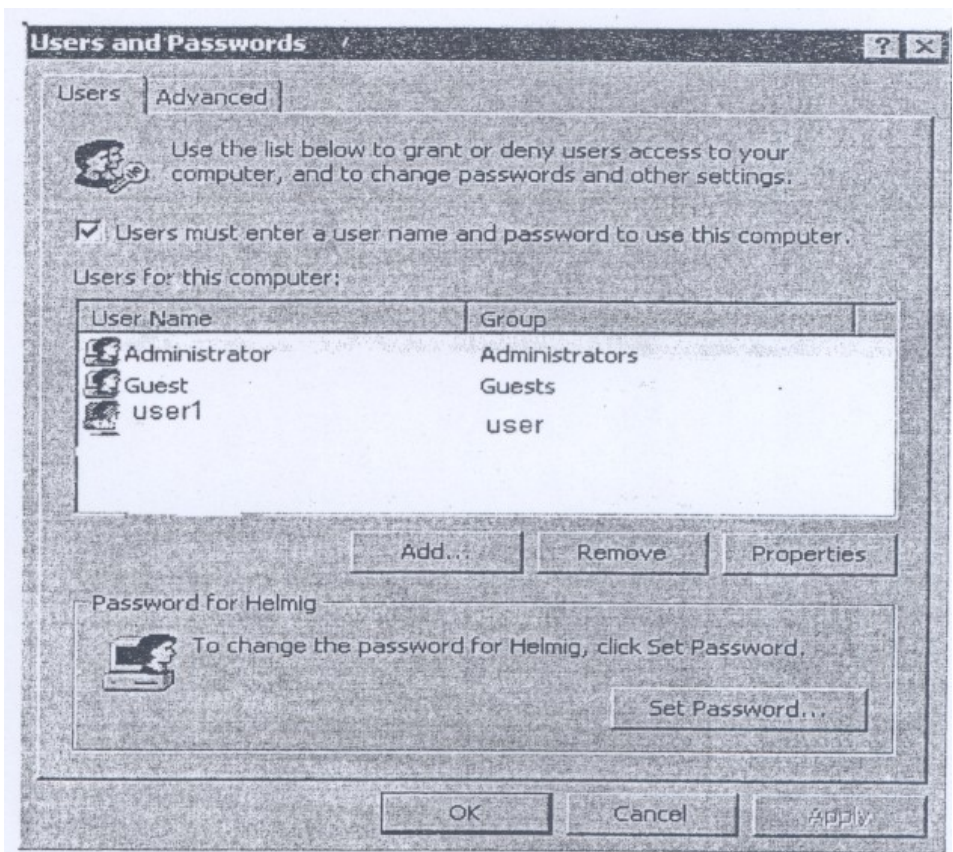 Users and Passwords
Users Advanced
Use the list below to grant or deny users access to your
computer, and to change passwords and other settings.
Users must enter a user name and password to use this computer.
Users for this computer:
User Name Group
Administrator Administrators
Guest Guests
user1 user
Add... Remove Properties
Password for Helmig
To change the password for Helmig, click Set Password.
Set Password...
OK Cancel Apply